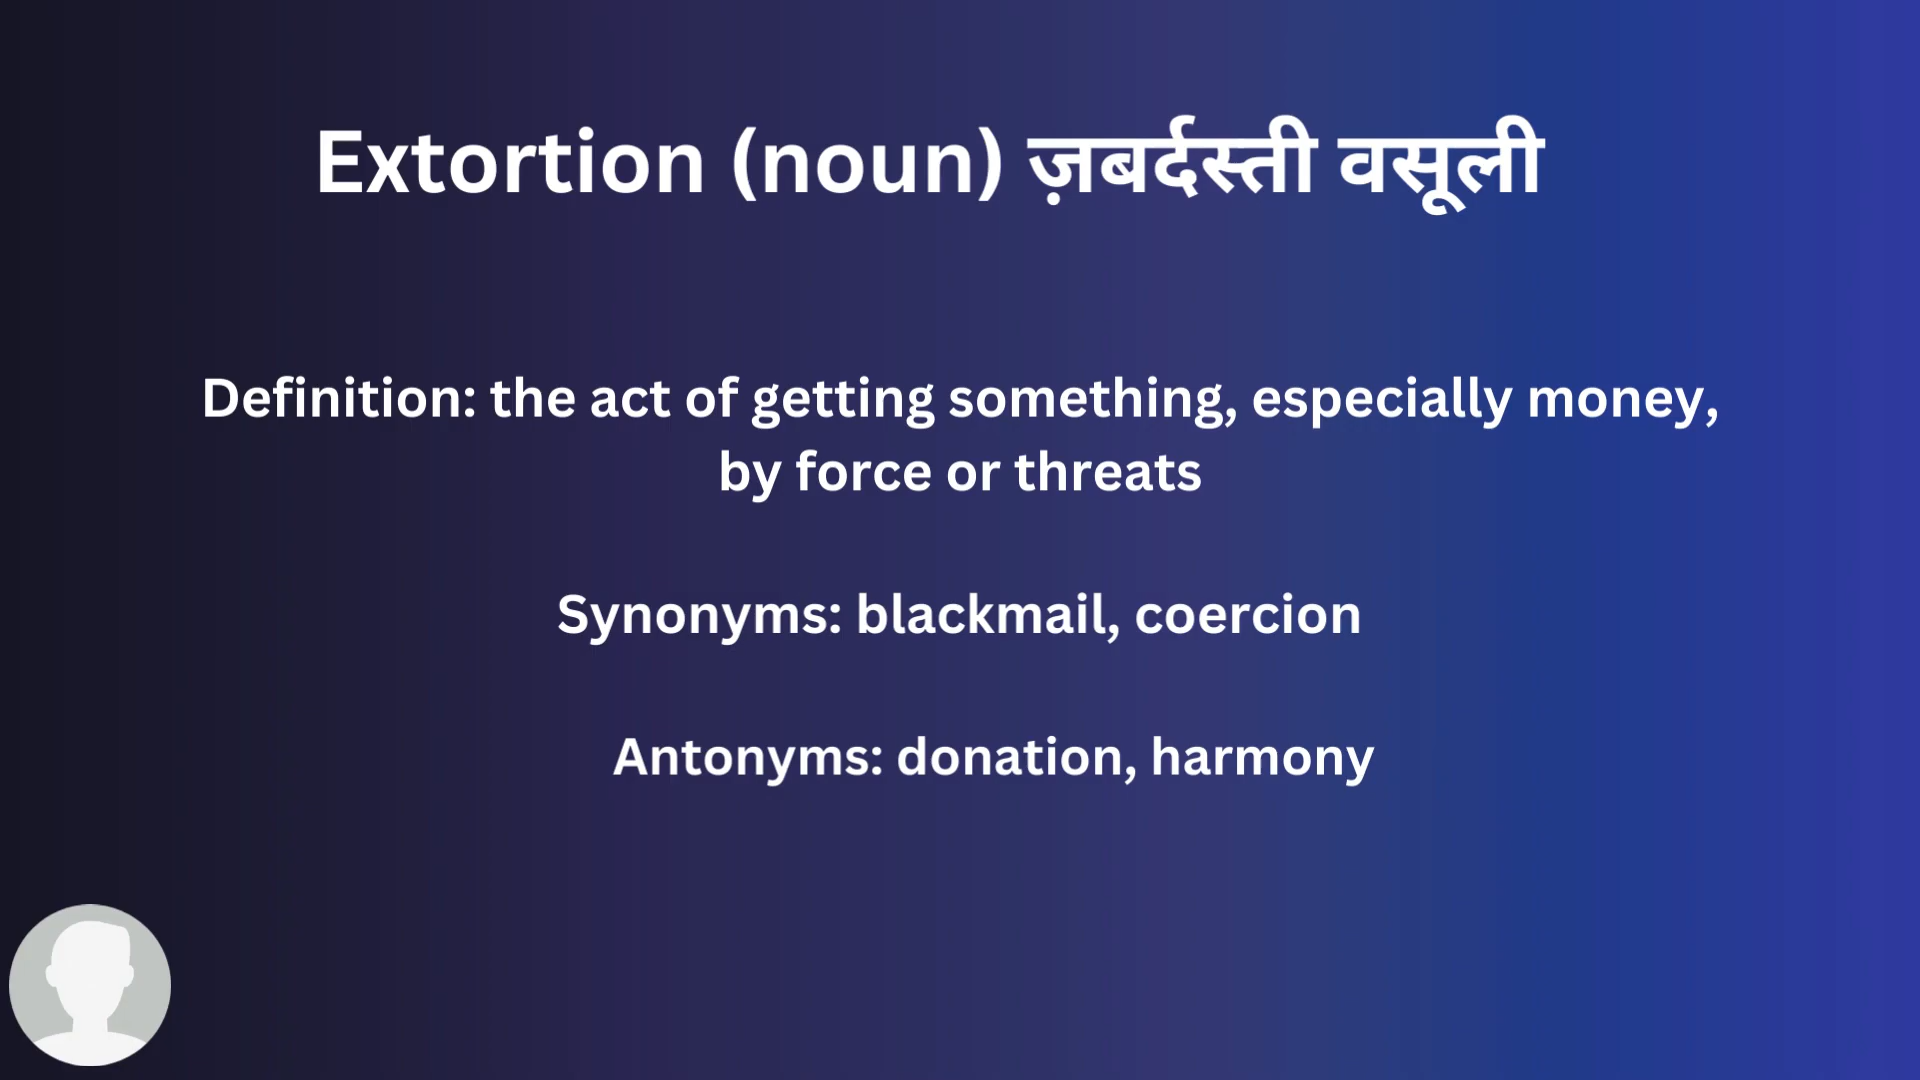 Extortion (noun) ज़बर्दस्ती वसूली
Definition: the act of getting something, especially money,
by force or threats
Synonyms: blackmail, coercion
Antonyms: donation, harmony